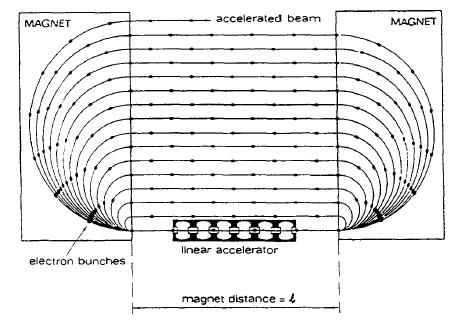 MAGNET
accelerated beam
MAGNET
electron bunches
linear accelerator
magnet distance = ℓ